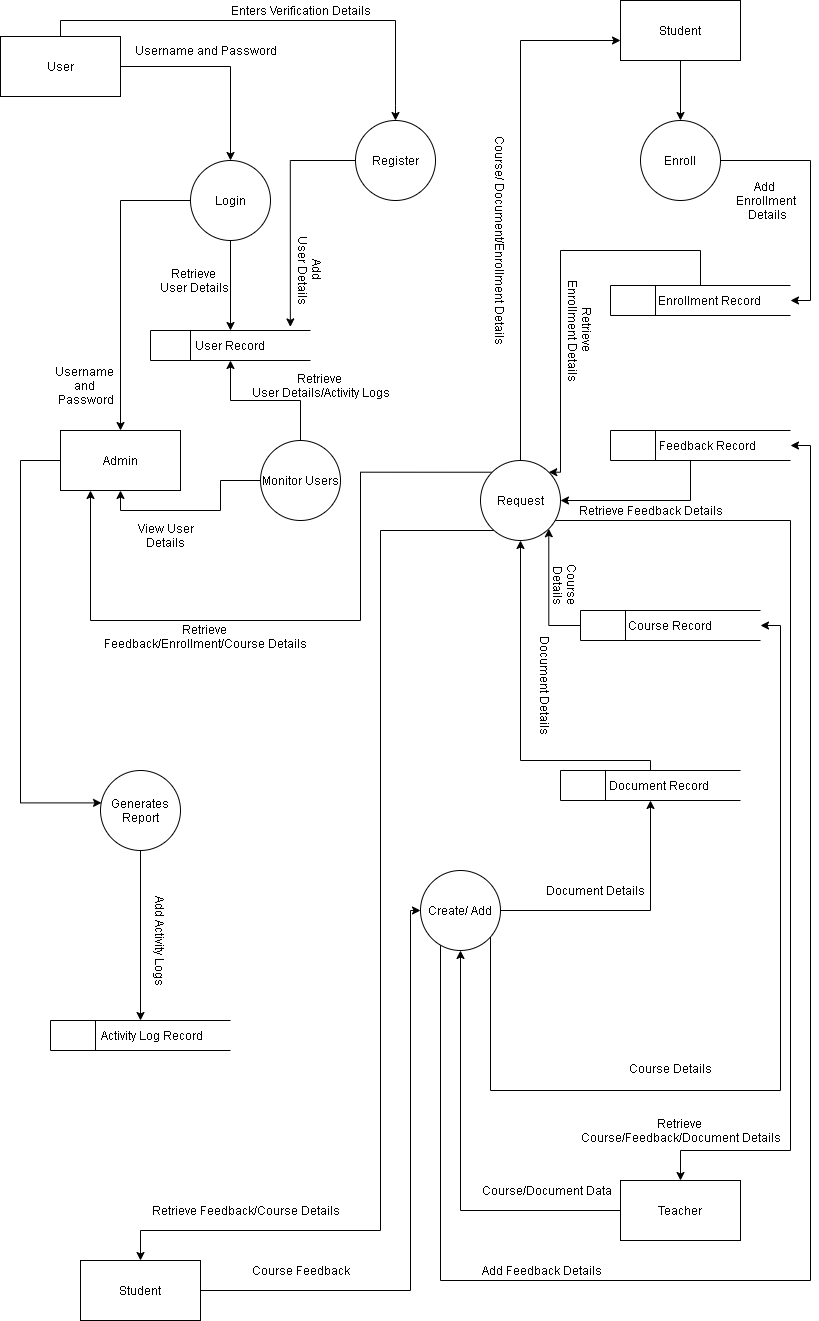 Enters Verification Details
Student
Username and Password
User
Register
Enroll
Login
Add
Enrollment
Details
Course/ Document/Enrollment Details
Add
User Details
Retrieve
User Details
Retrieve
Enrollment Details
Enrollment Record
User Record
Username
and
Password
Retrieve
User Details/Activity Logs
Feedback Record
Admin
Monitor Users
Request
Retrieve Feedback Details
View User
Details
Course
Details
Course Record
Retrieve
Feedback/Enrollment/Course Details
Document Details
Document Record
Generates
Report
Document Details
Create/ Add
Add Activity Logs
Activity Log Record
Course Details
Retrieve
Course/Feedback/Document Details
Course/Document Data
Teacher
Retrieve Feedback/Course Details
Course Feedback
Add Feedback Details
Student